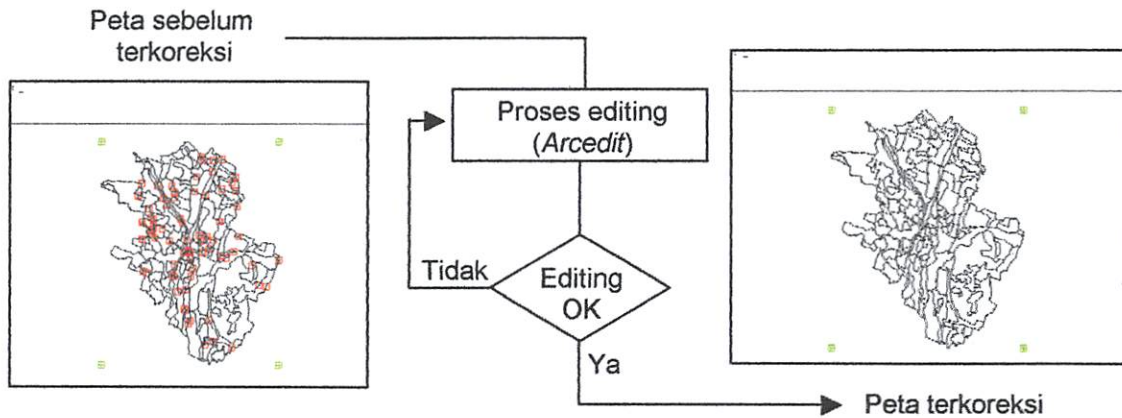 Peta sebelum
terkoreksi
Proses editing
(Arcedit)
Tidak
Editing
OK
Ya
Peta terkoreksi